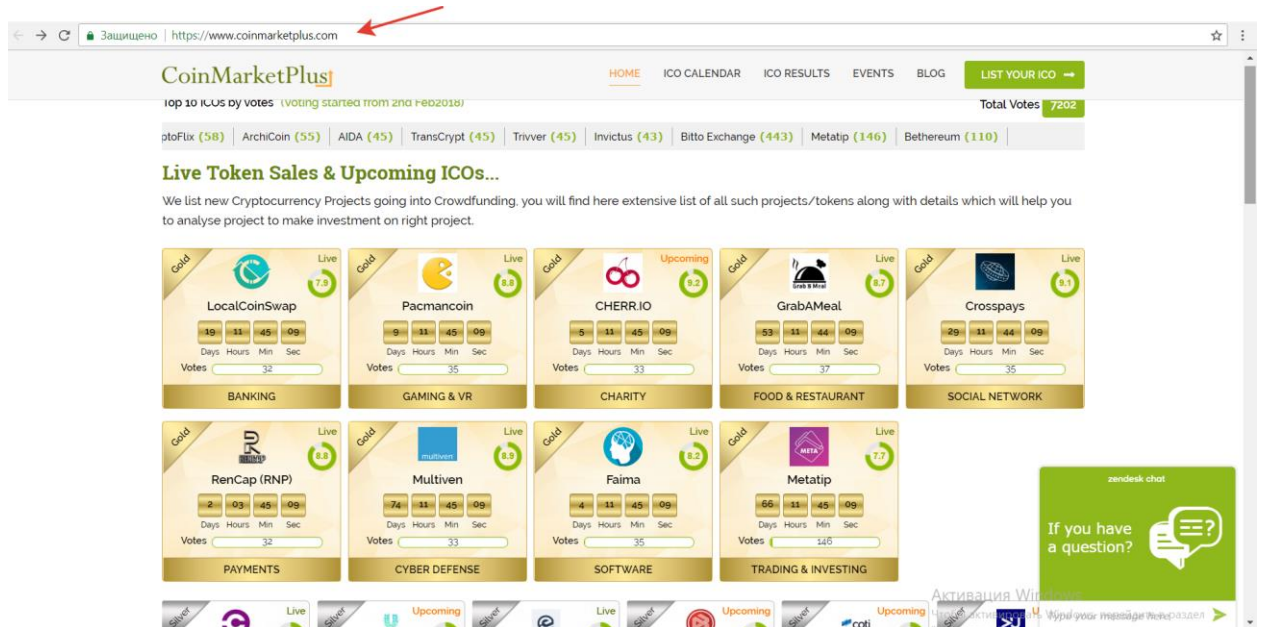 Защищено | https://www.coinmarketplus.com
CoinMarketPlus
HOME ICO CALENDAR ICO RESULTS EVENTS BLOG LIST YOUR ICO
Top 10 ICOs by votes (Voting started from 2nd Feb2018) Total Votes 7202
ptoFlix (58) ArchiCoin (55) AIDA (45) TransCrypt (45) Trivver (45) Invictus (43) Bitto Exchange (443) Metatip (146) Bethereum (110)
Live Token Sales & Upcoming ICOs...
We list new Cryptocurrency Projects going into Crowdfunding, you will find here extensive list of all such projects/tokens along with details which will help you
to analyse project to make investment on right project.
Gold Live Gold Live Gold Upcoming Gold Live Gold Live
7.9 8.8 9.2 Grab A Meal 8.7 9.1
LocalCoinSwap Pacmancoin CHERR.IO GrabAMeal Crosspays
19 11 45 09 9 11 45 09 5 11 45 09 53 11 44 09 29 11 44 09
Days Hours Min Sec Days Hours Min Sec Days Hours Min Sec Days Hours Min Sec Days Hours Min Sec
Votes 32 Votes 35 Votes 33 Votes 37 Votes 35
BANKING GAMING & VR CHARITY FOOD & RESTAURANT SOCIAL NETWORK
Gold Live Gold Live Gold Live Gold Live
RENCAP 8.8 multiven 8.9 8.2 META 7.7
RenCap (RNP) Multiven Faima Metatip
2 03 45 09 74 11 45 09 4 11 45 09 66 11 45 09
Days Hours Min Sec Days Hours Min Sec Days Hours Min Sec Days Hours Min Sec
Votes 32 Votes 33 Votes 35 Votes 146
PAYMENTS CYBER DEFENSE SOFTWARE TRADING & INVESTING
zendesk chat
If you have
a question?
Активация Windows
Silver Live Silver Upcoming Silver Live Silver Upcoming Silver Upcoming Silver U
coti
Type your message here